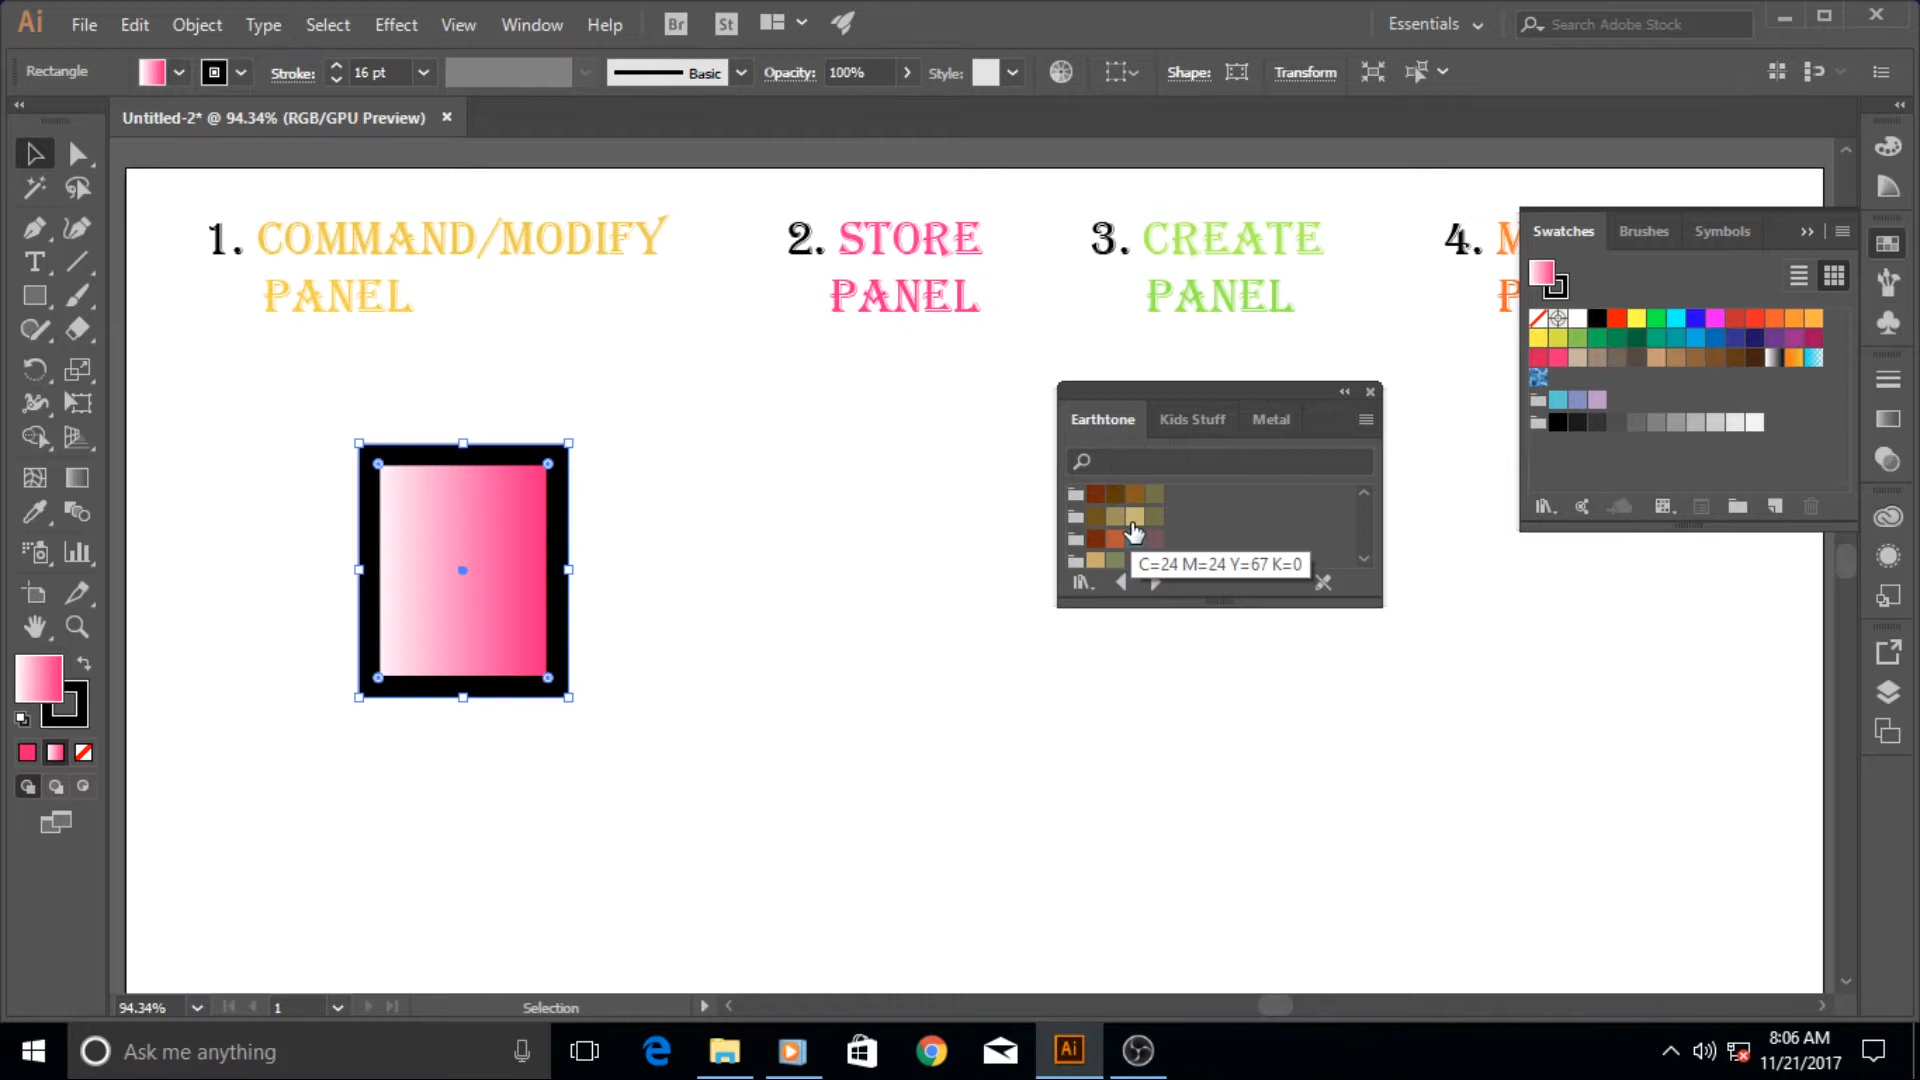 Ai File Edit Object Type Select Effect View Window Help Br St Essentials Search Adobe Stock
Rectangle Stroke: 16 pt Basic Opacity: 100% Style: Shape: Transform
Untitled-2* @ 94.34% (RGB/GPU Preview)
1. COMMAND/MODIFY
PANEL
2. STORE
PANEL
3. CREATE
PANEL
4. M
P
Swatches Brushes Symbols
Earthtone Kids Stuff Metal
C=24 M=24 Y=67 K=0
94.34% 1 Selection
Ask me anything
Ai
8:06 AM
11/21/2017